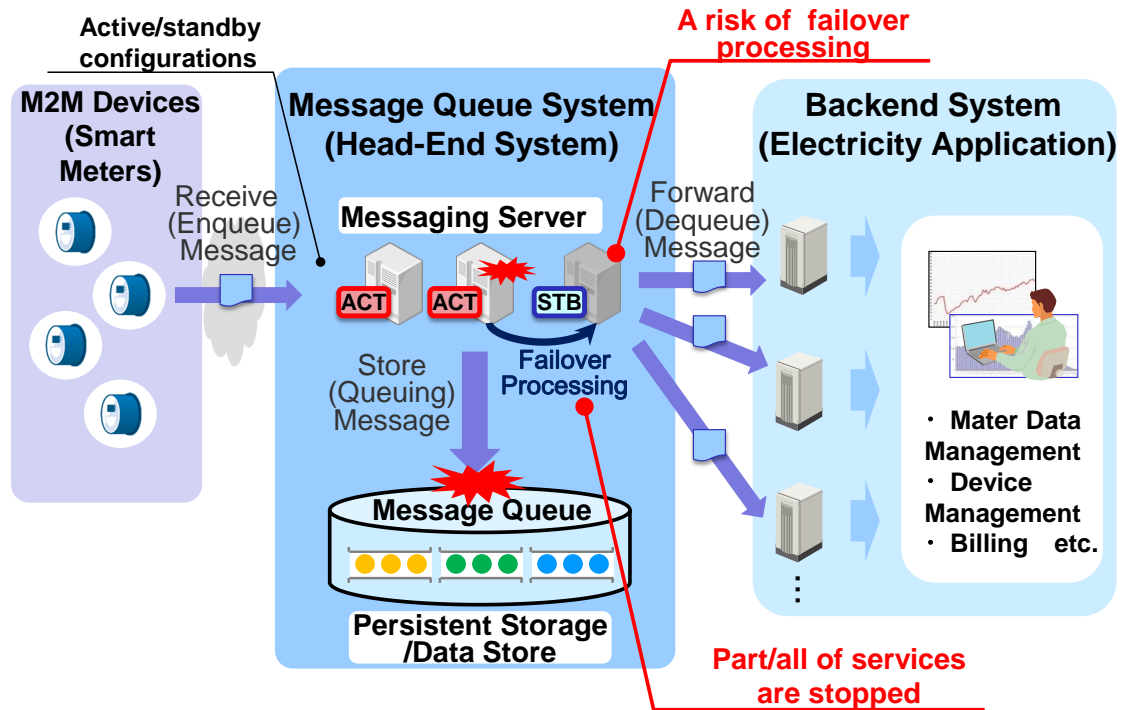 Active/standby
configurations
A risk of failover
processing
M2M Devices
(Smart
Meters)
Message Queue System
(Head-End System)
Backend System
(Electricity Application)
Receive
(Enqueue)
Message
Messaging Server
Forward
(Dequeue)
Message
ACT
ACT
STB
Failover
Processing
Store
(Queuing)
Message
Message Queue
Persistent Storage
/Data Store
・ Mater Data
Management
・ Device
Management
・ Billing etc.
⋮
Part/all of services
are stopped